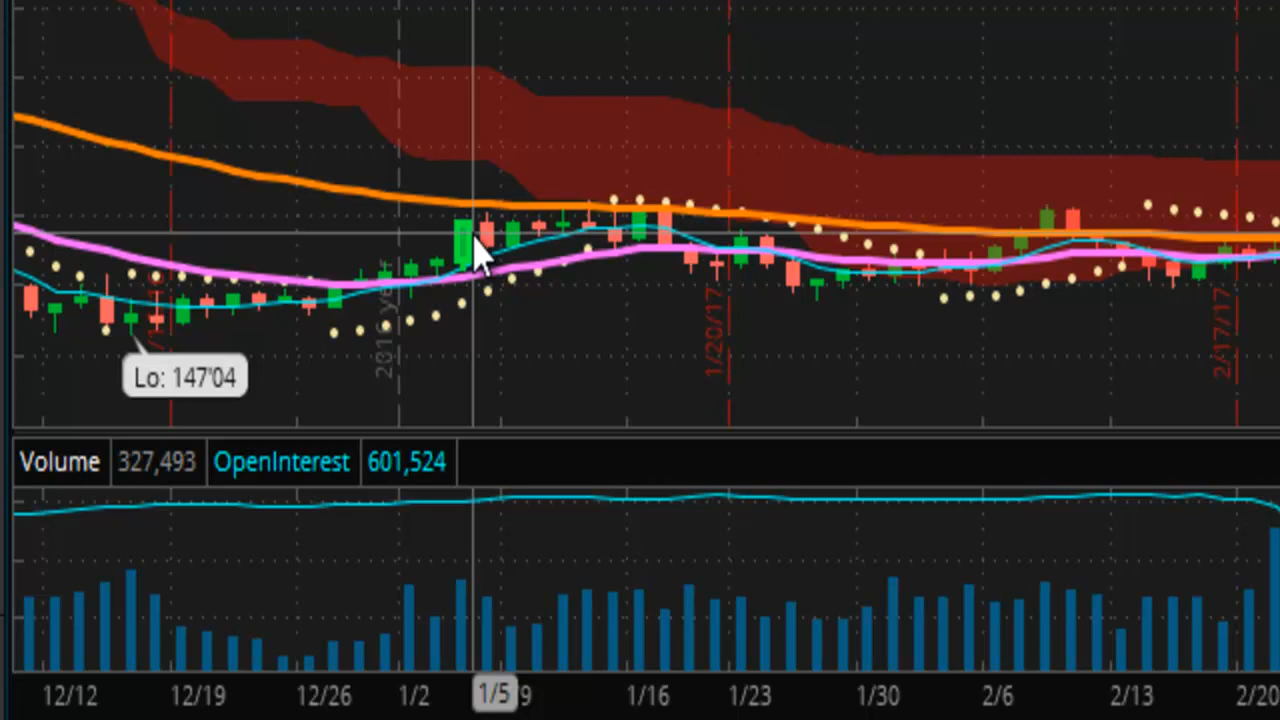 2016 year
1/20/17
2/17/17
Lo: 147'04
Volume 327,493 OpenInterest 601,524
12/12 12/19 12/26 1/2 1/5 /9 1/16 1/23 1/30 2/6 2/13 2/20